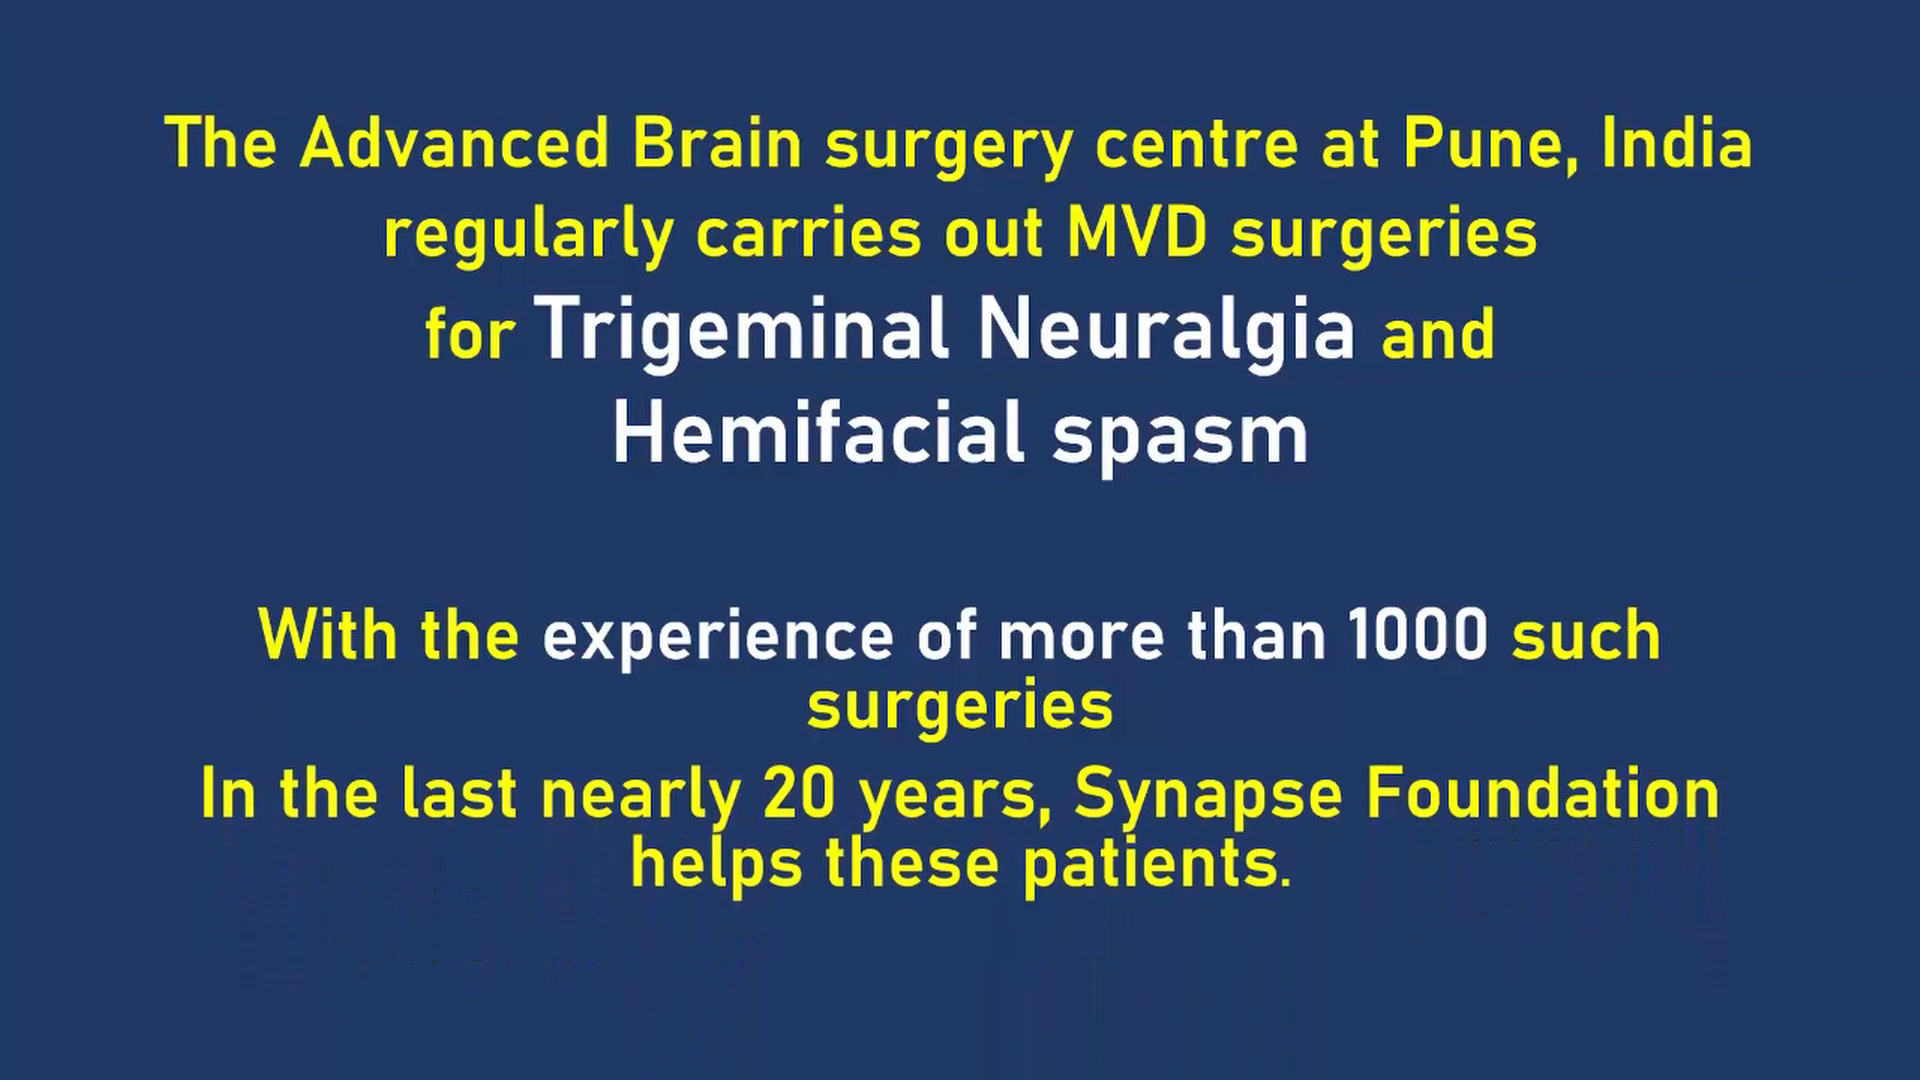 The Advanced Brain surgery centre at Pune, India
regularly carries out MVD surgeries
for Trigeminal Neuralgia and
Hemifacial spasm
With the experience of more than 1000 such
surgeries
In the last nearly 20 years, Synapse Foundation
helps these patients.